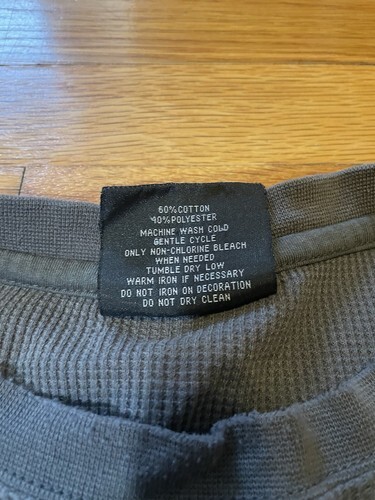 60%COTTON
40%POLYESTER
MACHINE WASH COLD
GENTLE CYCLE
ONLY NON-CHLORINE BLEACH
WHEN NEEDED
TUMBLE DRY LOW
WARM IRON IF NECESSARY
DO NOT IRON ON DECORATION
DO NOT DRY CLEAN